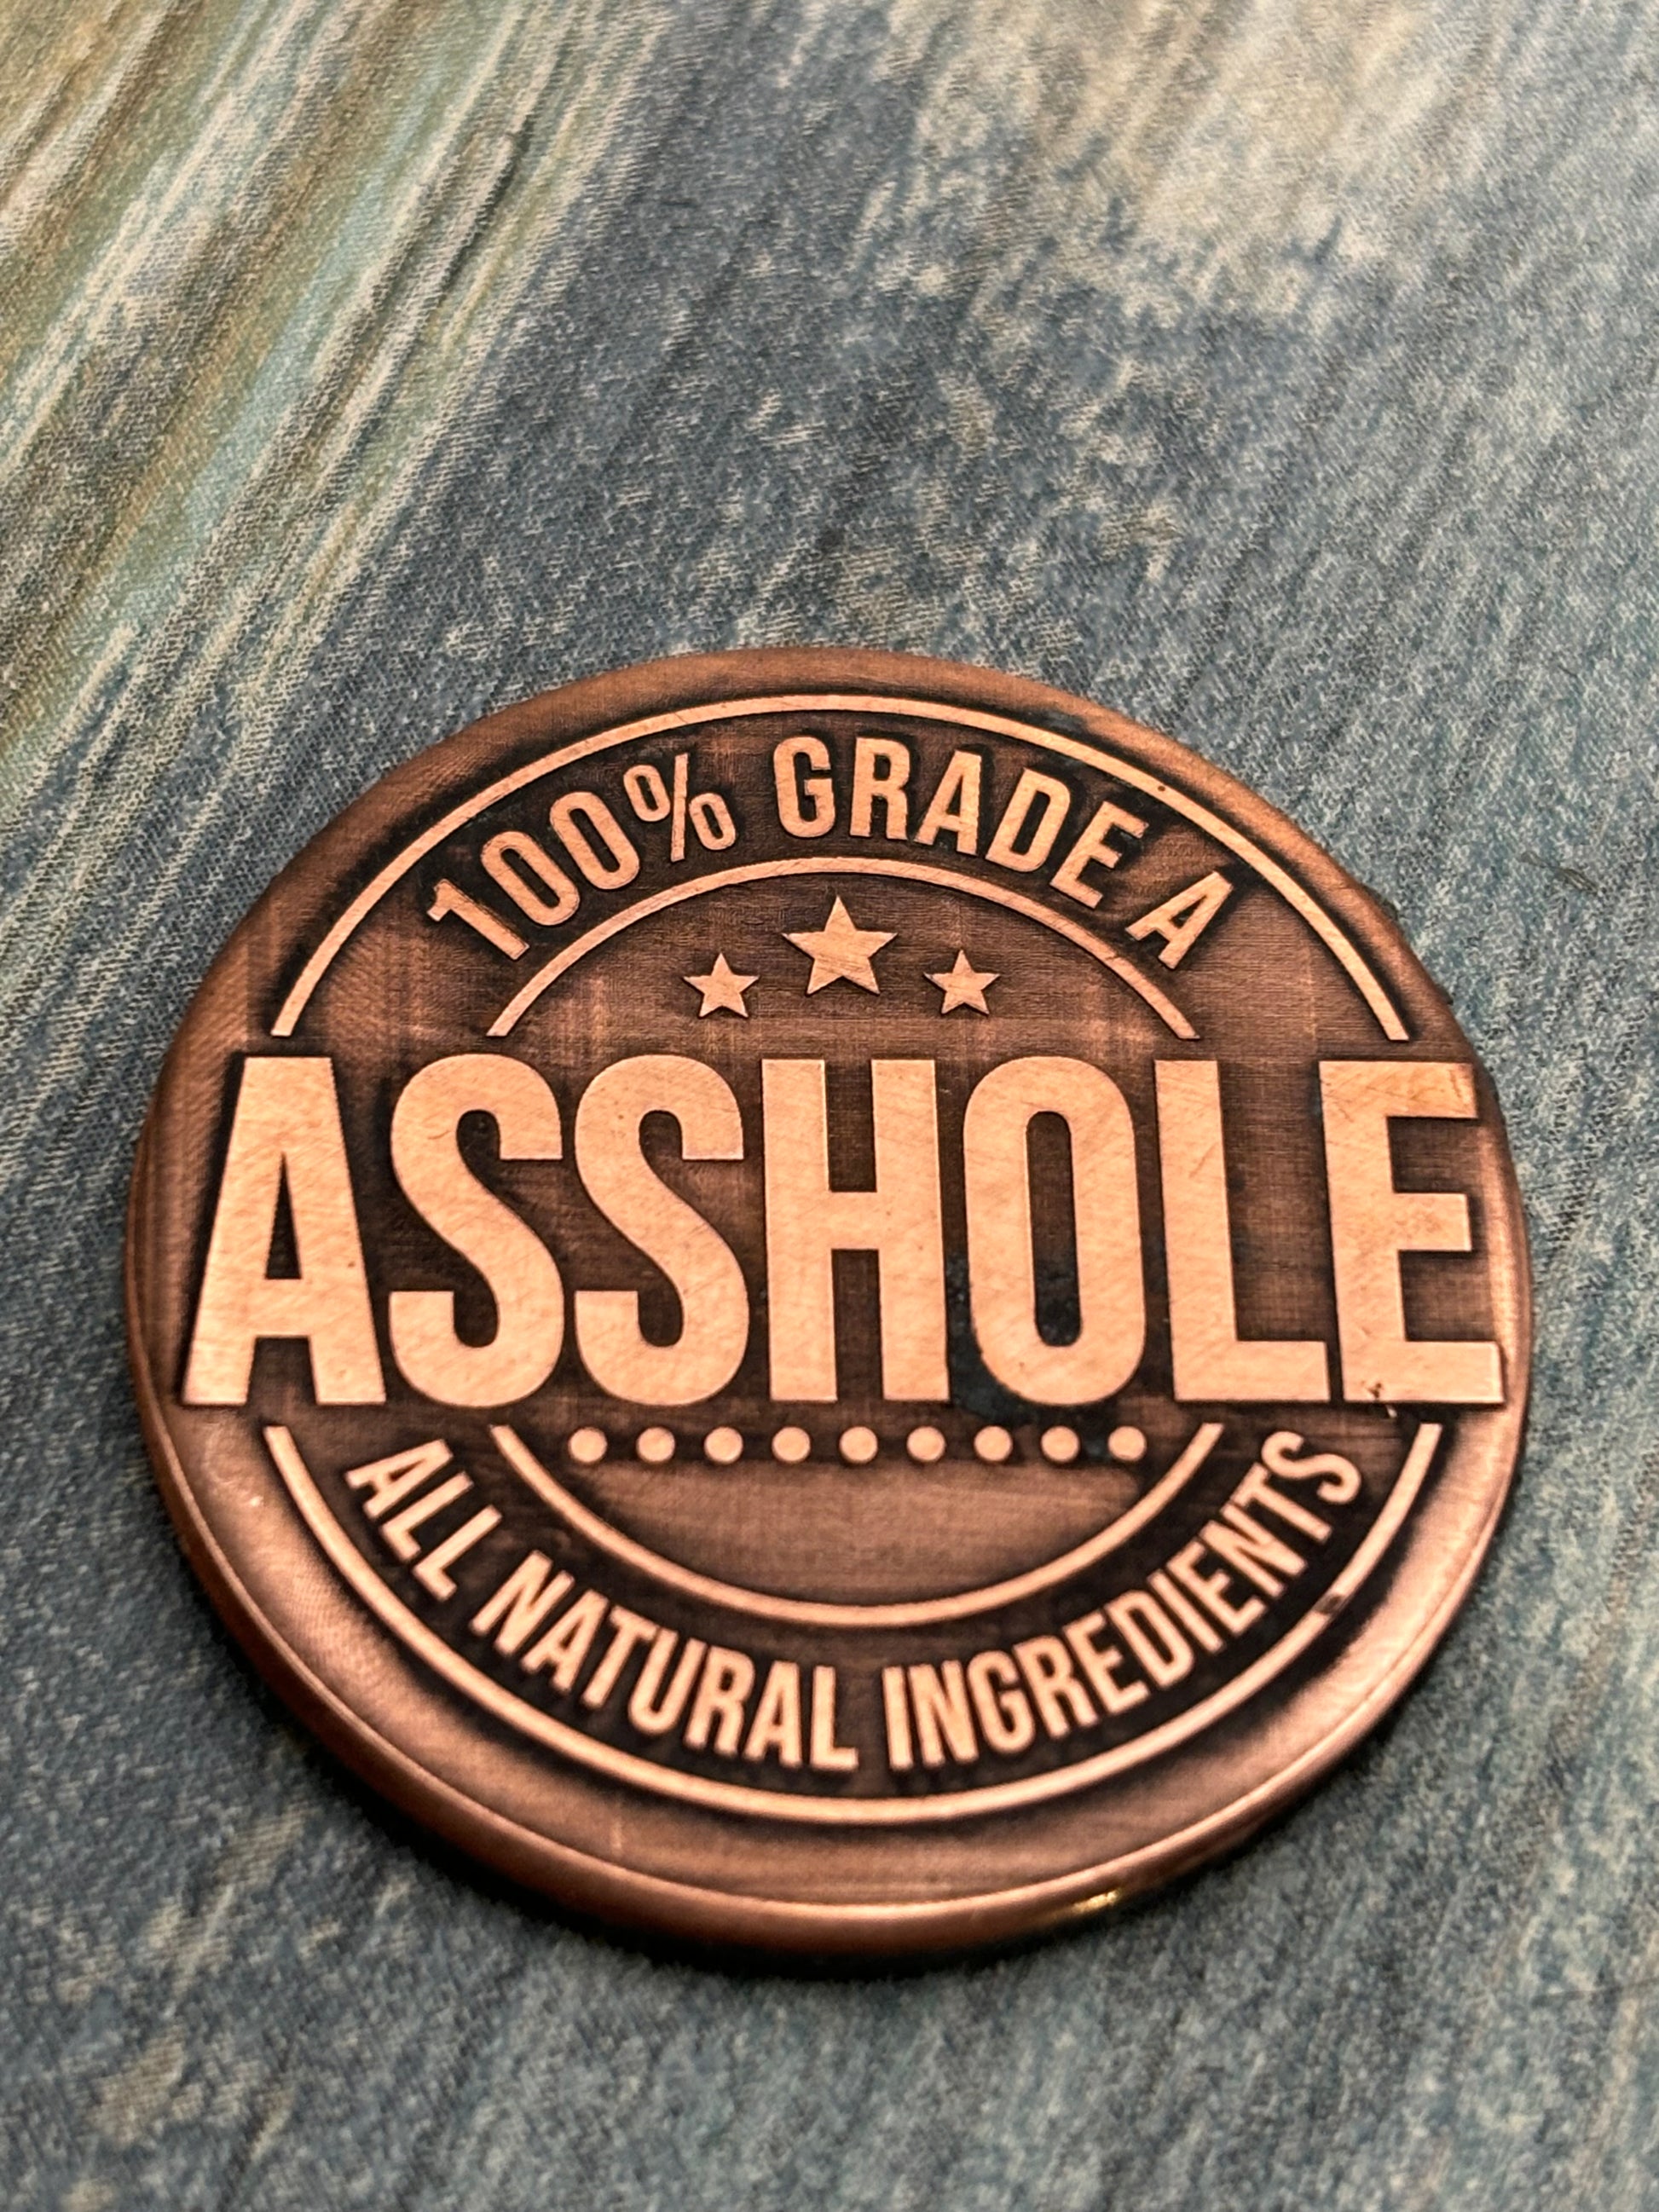 100% GRADE A
ASSHOLE
ALL NATURAL INGREDIENTS